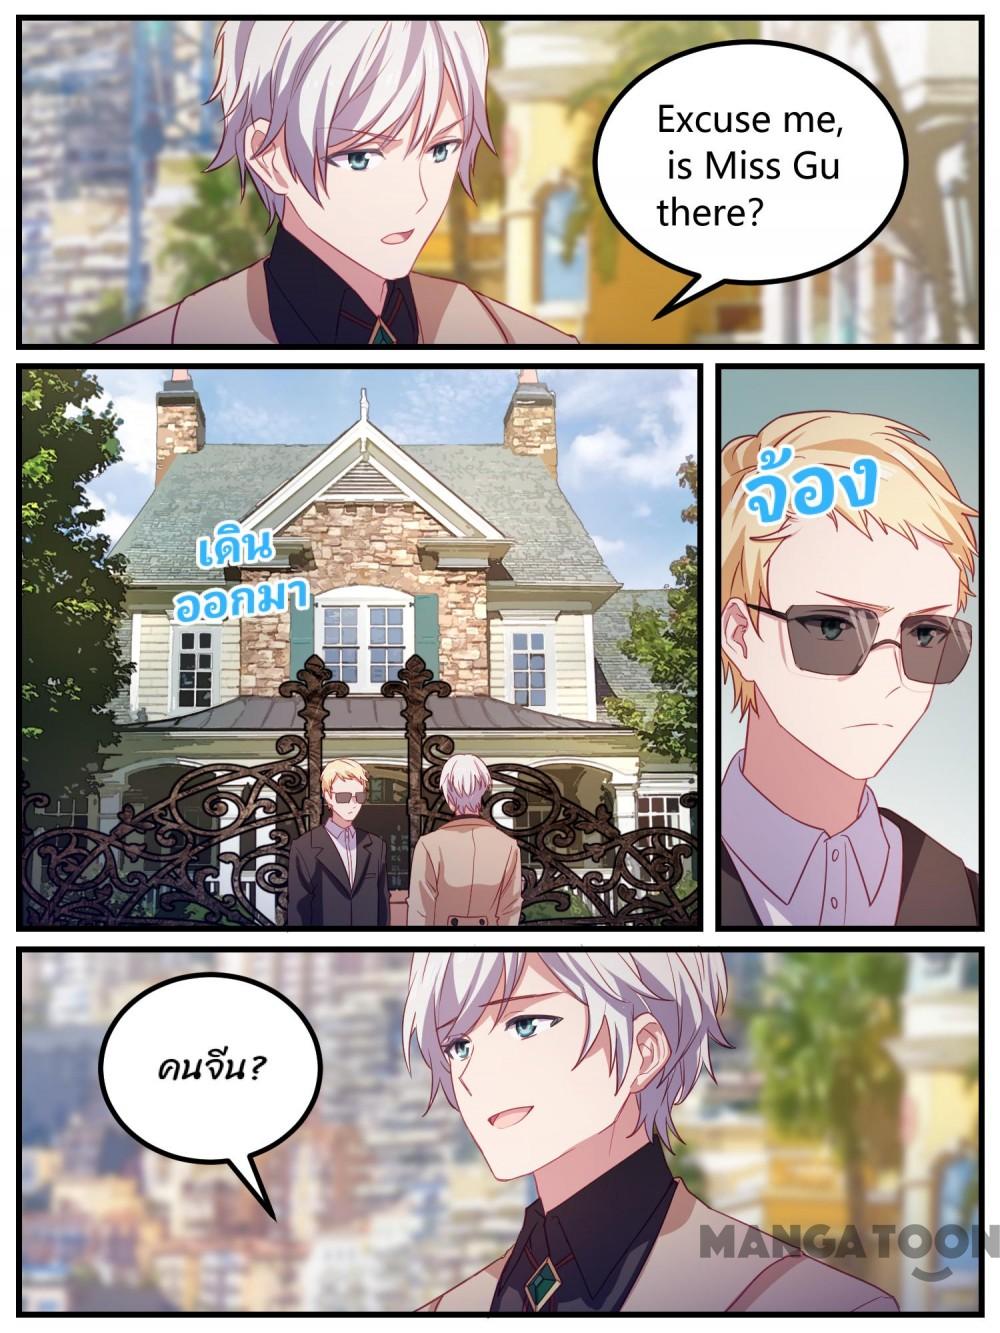 Excuse me,
is Miss Gu
there?
เดิน
ออกมา
จ้อง
คนจีน?
MANGATOON